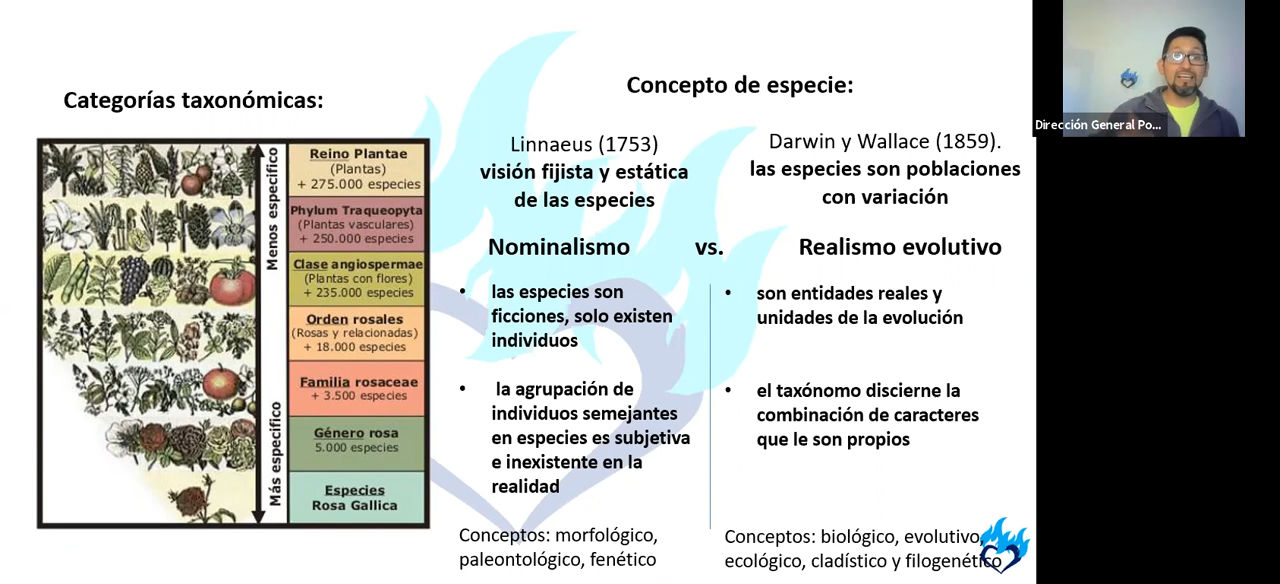 Categorías taxonómicas:
Menos especifico
Más especifico
Reino Plantae
(Plantas)
+ 275.000 especies
Phylum Traqueopyta
(Plantas vasculares)
+ 250.000 especies
Clase angiospermae
(Plantas con flores)
+ 235.000 especies
Orden rosales
(Rosas y relacionadas)
+ 18.000 especies
Familia rosaceae
+ 3.500 especies
Género rosa
5.000 especies
Especies
Rosa Gallica
Concepto de especie:
Linnaeus (1753)
visión fijista y estática
de las especies
Darwin y Wallace (1859).
las especies son poblaciones
con variación
Nominalismo vs. Realismo evolutivo
• las especies son
ficciones, solo existen
individuos
• la agrupación de
individuos semejantes
en especies es subjetiva
e inexistente en la
realidad
Conceptos: morfológico,
paleontológico, fenético
• son entidades reales y
unidades de la evolución
• el taxónomo discierne la
combinación de caracteres
que le son propios
Conceptos: biológico, evolutivo,
ecológico, cladístico y filogenético
Dirección General Po...